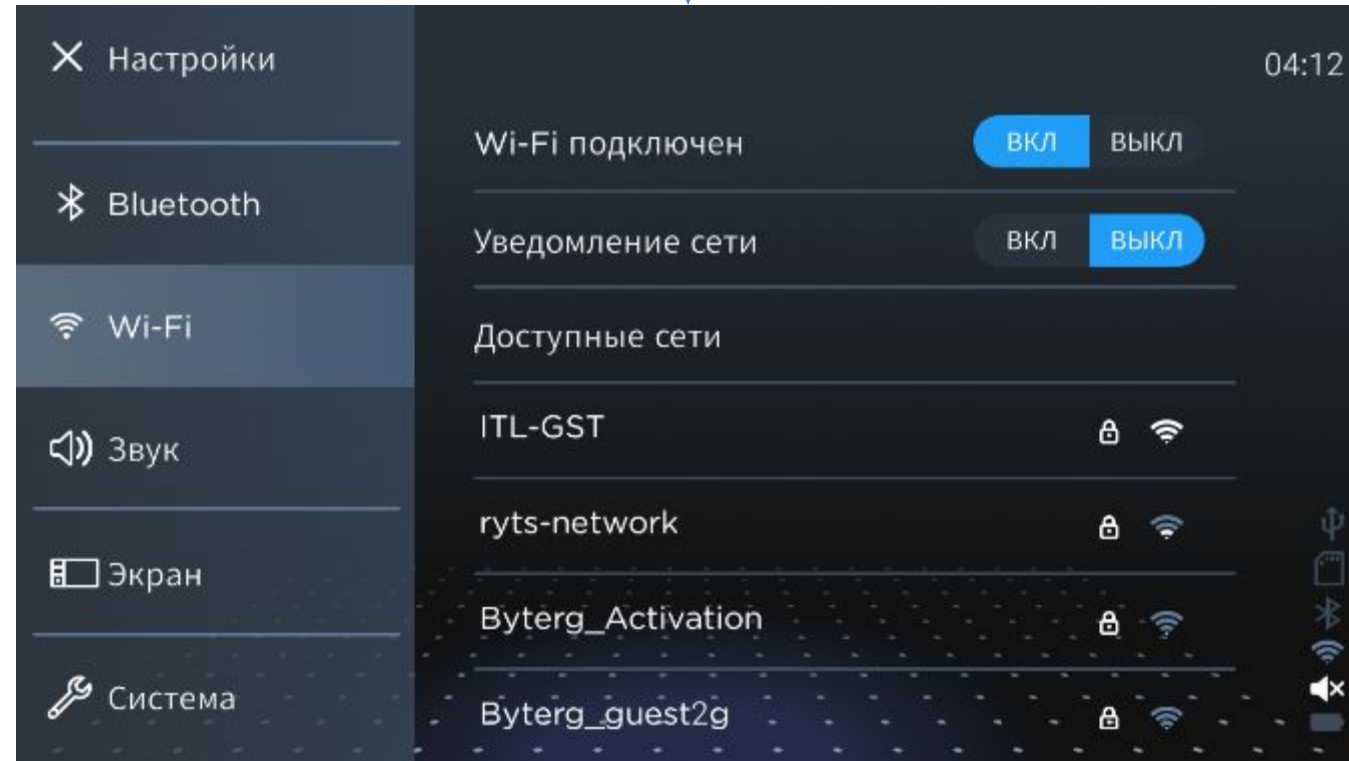 Настройки
04:12
Wi-Fi подключен ВКЛ ВЫКЛ
Bluetooth
Уведомление сети ВКЛ ВЫКЛ
Wi-Fi
Доступные сети
ITL-GST
Звук
ryts-network
Экран
Byterg_Activation
Система
Byterg_guest2g